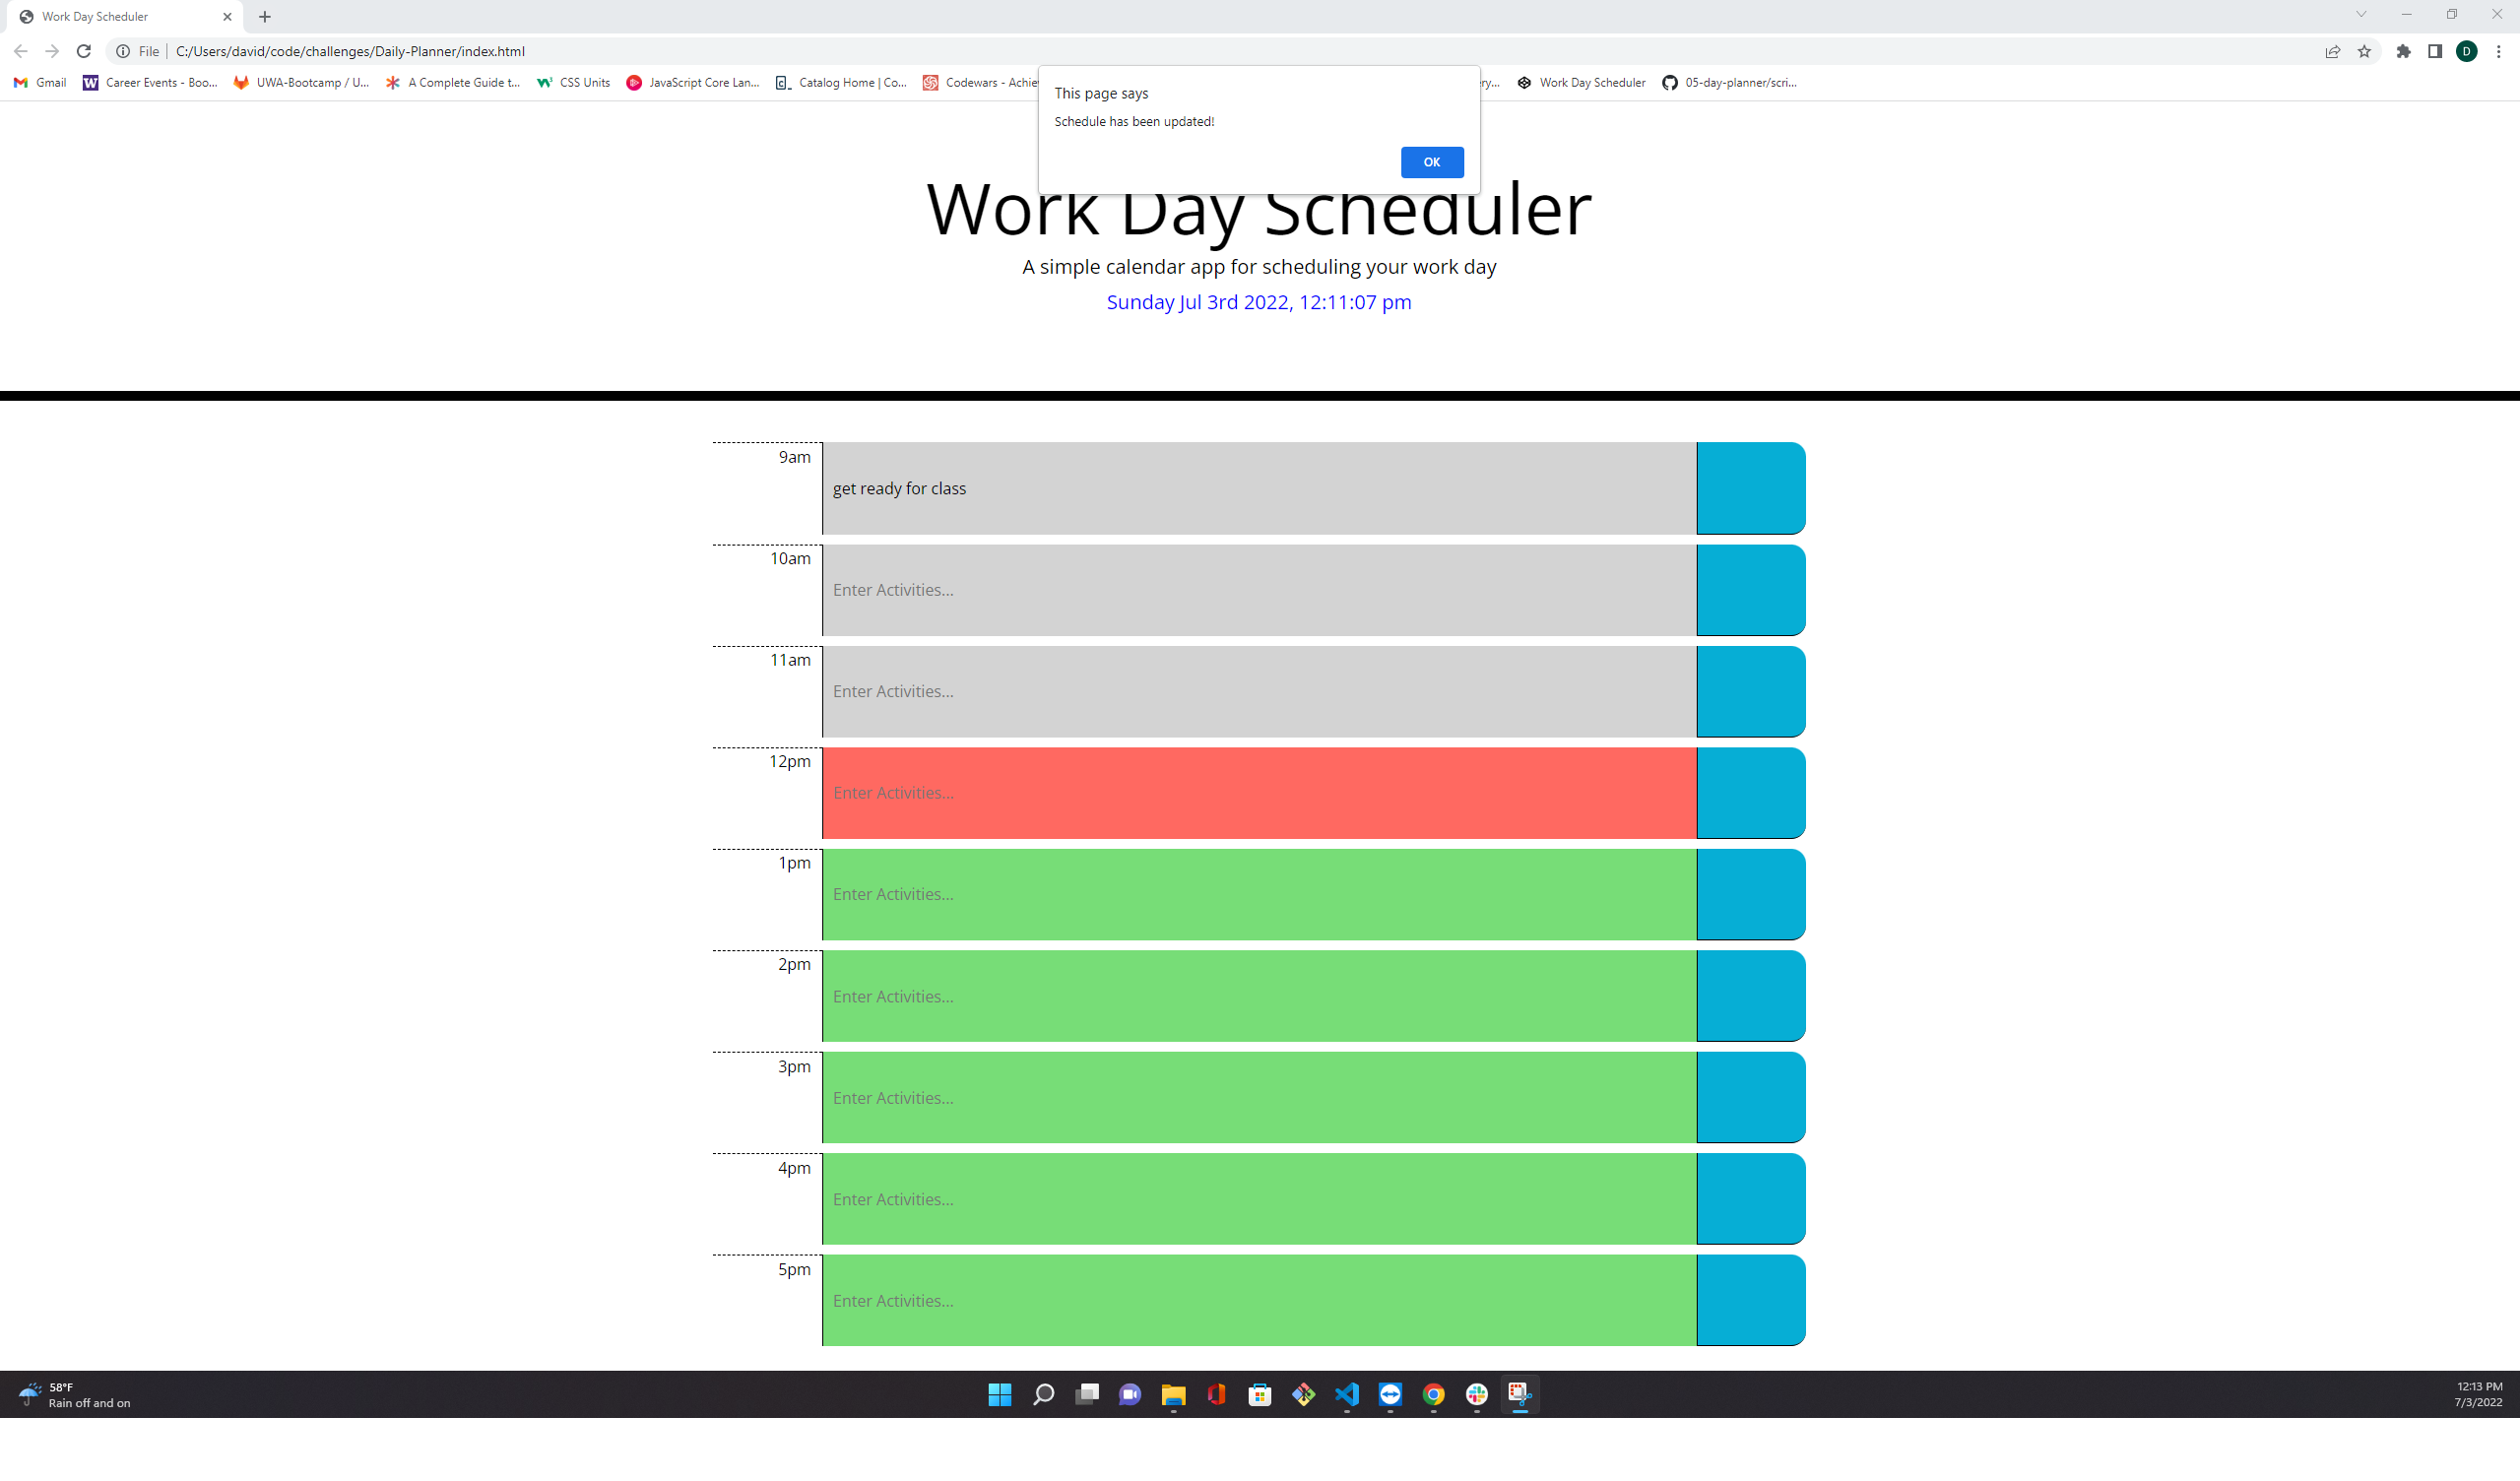 Work Day Scheduler
File C:/Users/david/code/challenges/Daily-Planner/index.html
D
Gmail W Career Events - Boo... UWA-Bootcamp / U... A Complete Guide t... CSS Units JavaScript Core Lan... Catalog Home | Co... Codewars - Achie ry... Work Day Scheduler 05-day-planner/scri...
This page says
Schedule has been updated!
OK
Work Day Scheduler
A simple calendar app for scheduling your work day
Sunday Jul 3rd 2022, 12:11:07 pm
9am
get ready for class
10am
Enter Activities...
11am
Enter Activities...
12pm
Enter Activities...
1pm
Enter Activities...
2pm
Enter Activities...
3pm
Enter Activities...
4pm
Enter Activities...
5pm
Enter Activities...
58°F
Rain off and on
12:13 PM
7/3/2022